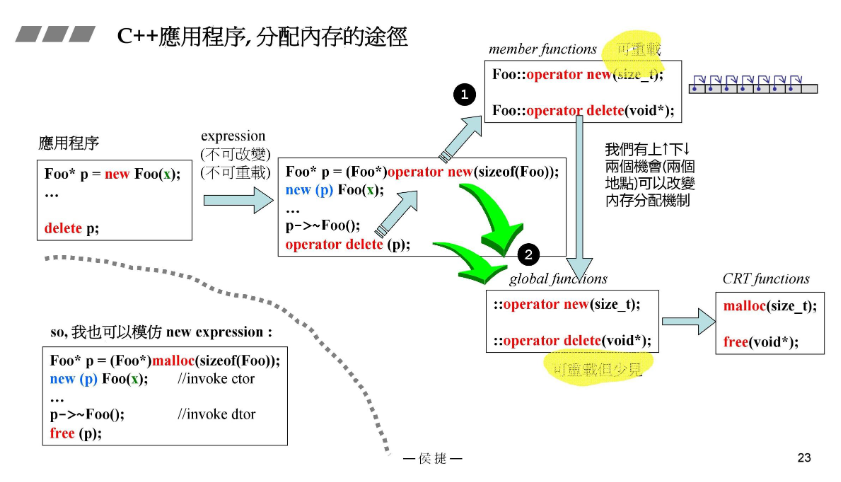 C++應用程序, 分配內存的途徑
member functions 可重載
Foo::operator new(size_t);
Foo::operator delete(void*);
1
應用程序
Foo* p = new Foo(x);
...
delete p;
expression
(不可改變)
(不可重載)
Foo* p = (Foo*)operator new(sizeof(Foo));
new (p) Foo(x);
...
p->~Foo();
operator delete (p);
我們有上↑下↓
兩個機會(兩個
地點)可以改變
內存分配機制
2
global functions
::operator new(size_t);
::operator delete(void*);
可重載但少見
CRT functions
malloc(size_t);
free(void*);
so, 我也可以模仿 new expression :
Foo* p = (Foo*)malloc(sizeof(Foo));
new (p) Foo(x); //invoke ctor
...
p->~Foo(); //invoke dtor
free (p);
— 侯 捷 —
23